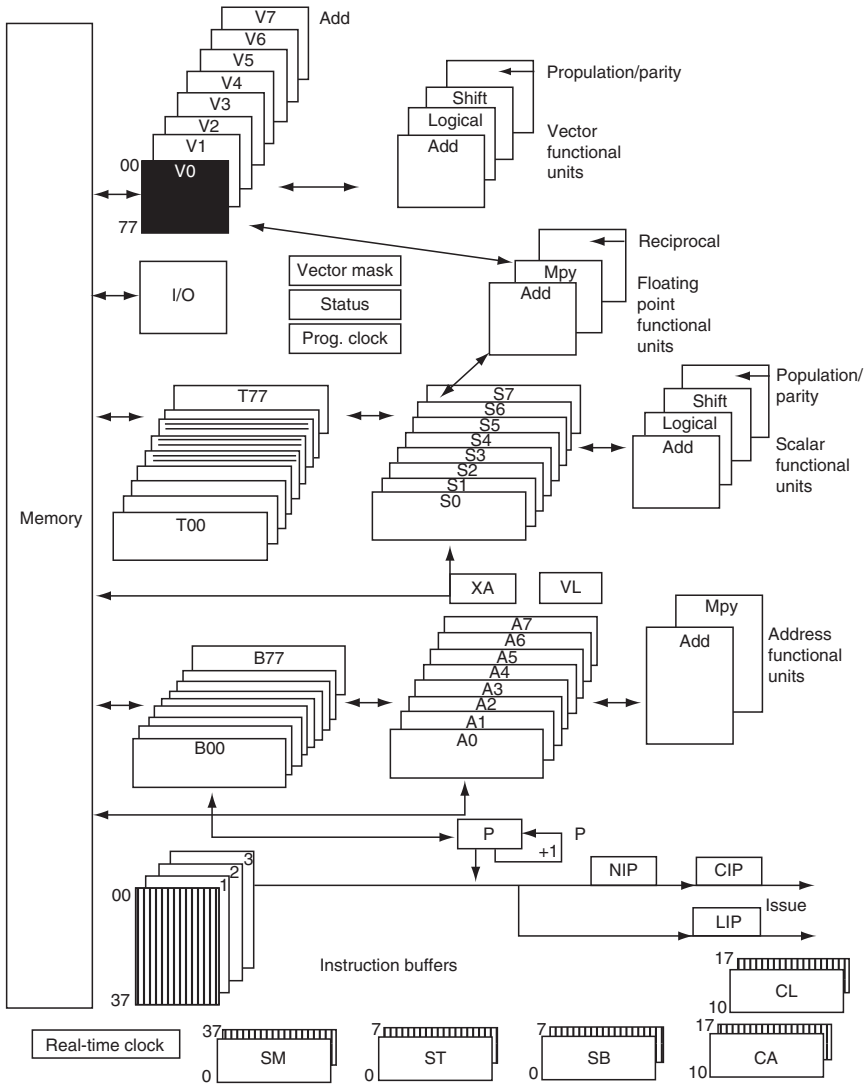 V7
Add
V6
V5
V4
V3
V2
V1
00
V0
77
Propulation/parity
Shift
Logical
Add
Vector
functional
units
Reciprocal
Mpy
Add
Floating
point
functional
units
I/O
Vector mask
Status
Prog. clock
Memory
T77
T00
S7
S6
S5
S4
S3
S2
S1
S0
Population/
parity
Shift
Logical
Add
Scalar
functional
units
XA
VL
B77
B00
A7
A6
A5
A4
A3
A2
A1
A0
Mpy
Add
Address
functional
units
P
P
+1
3
2
1
00
37
NIP
CIP
Issue
LIP
Instruction buffers
17
CL
10
Real-time clock
37
SM
0
7
ST
0
7
SB
0
17
CA
10